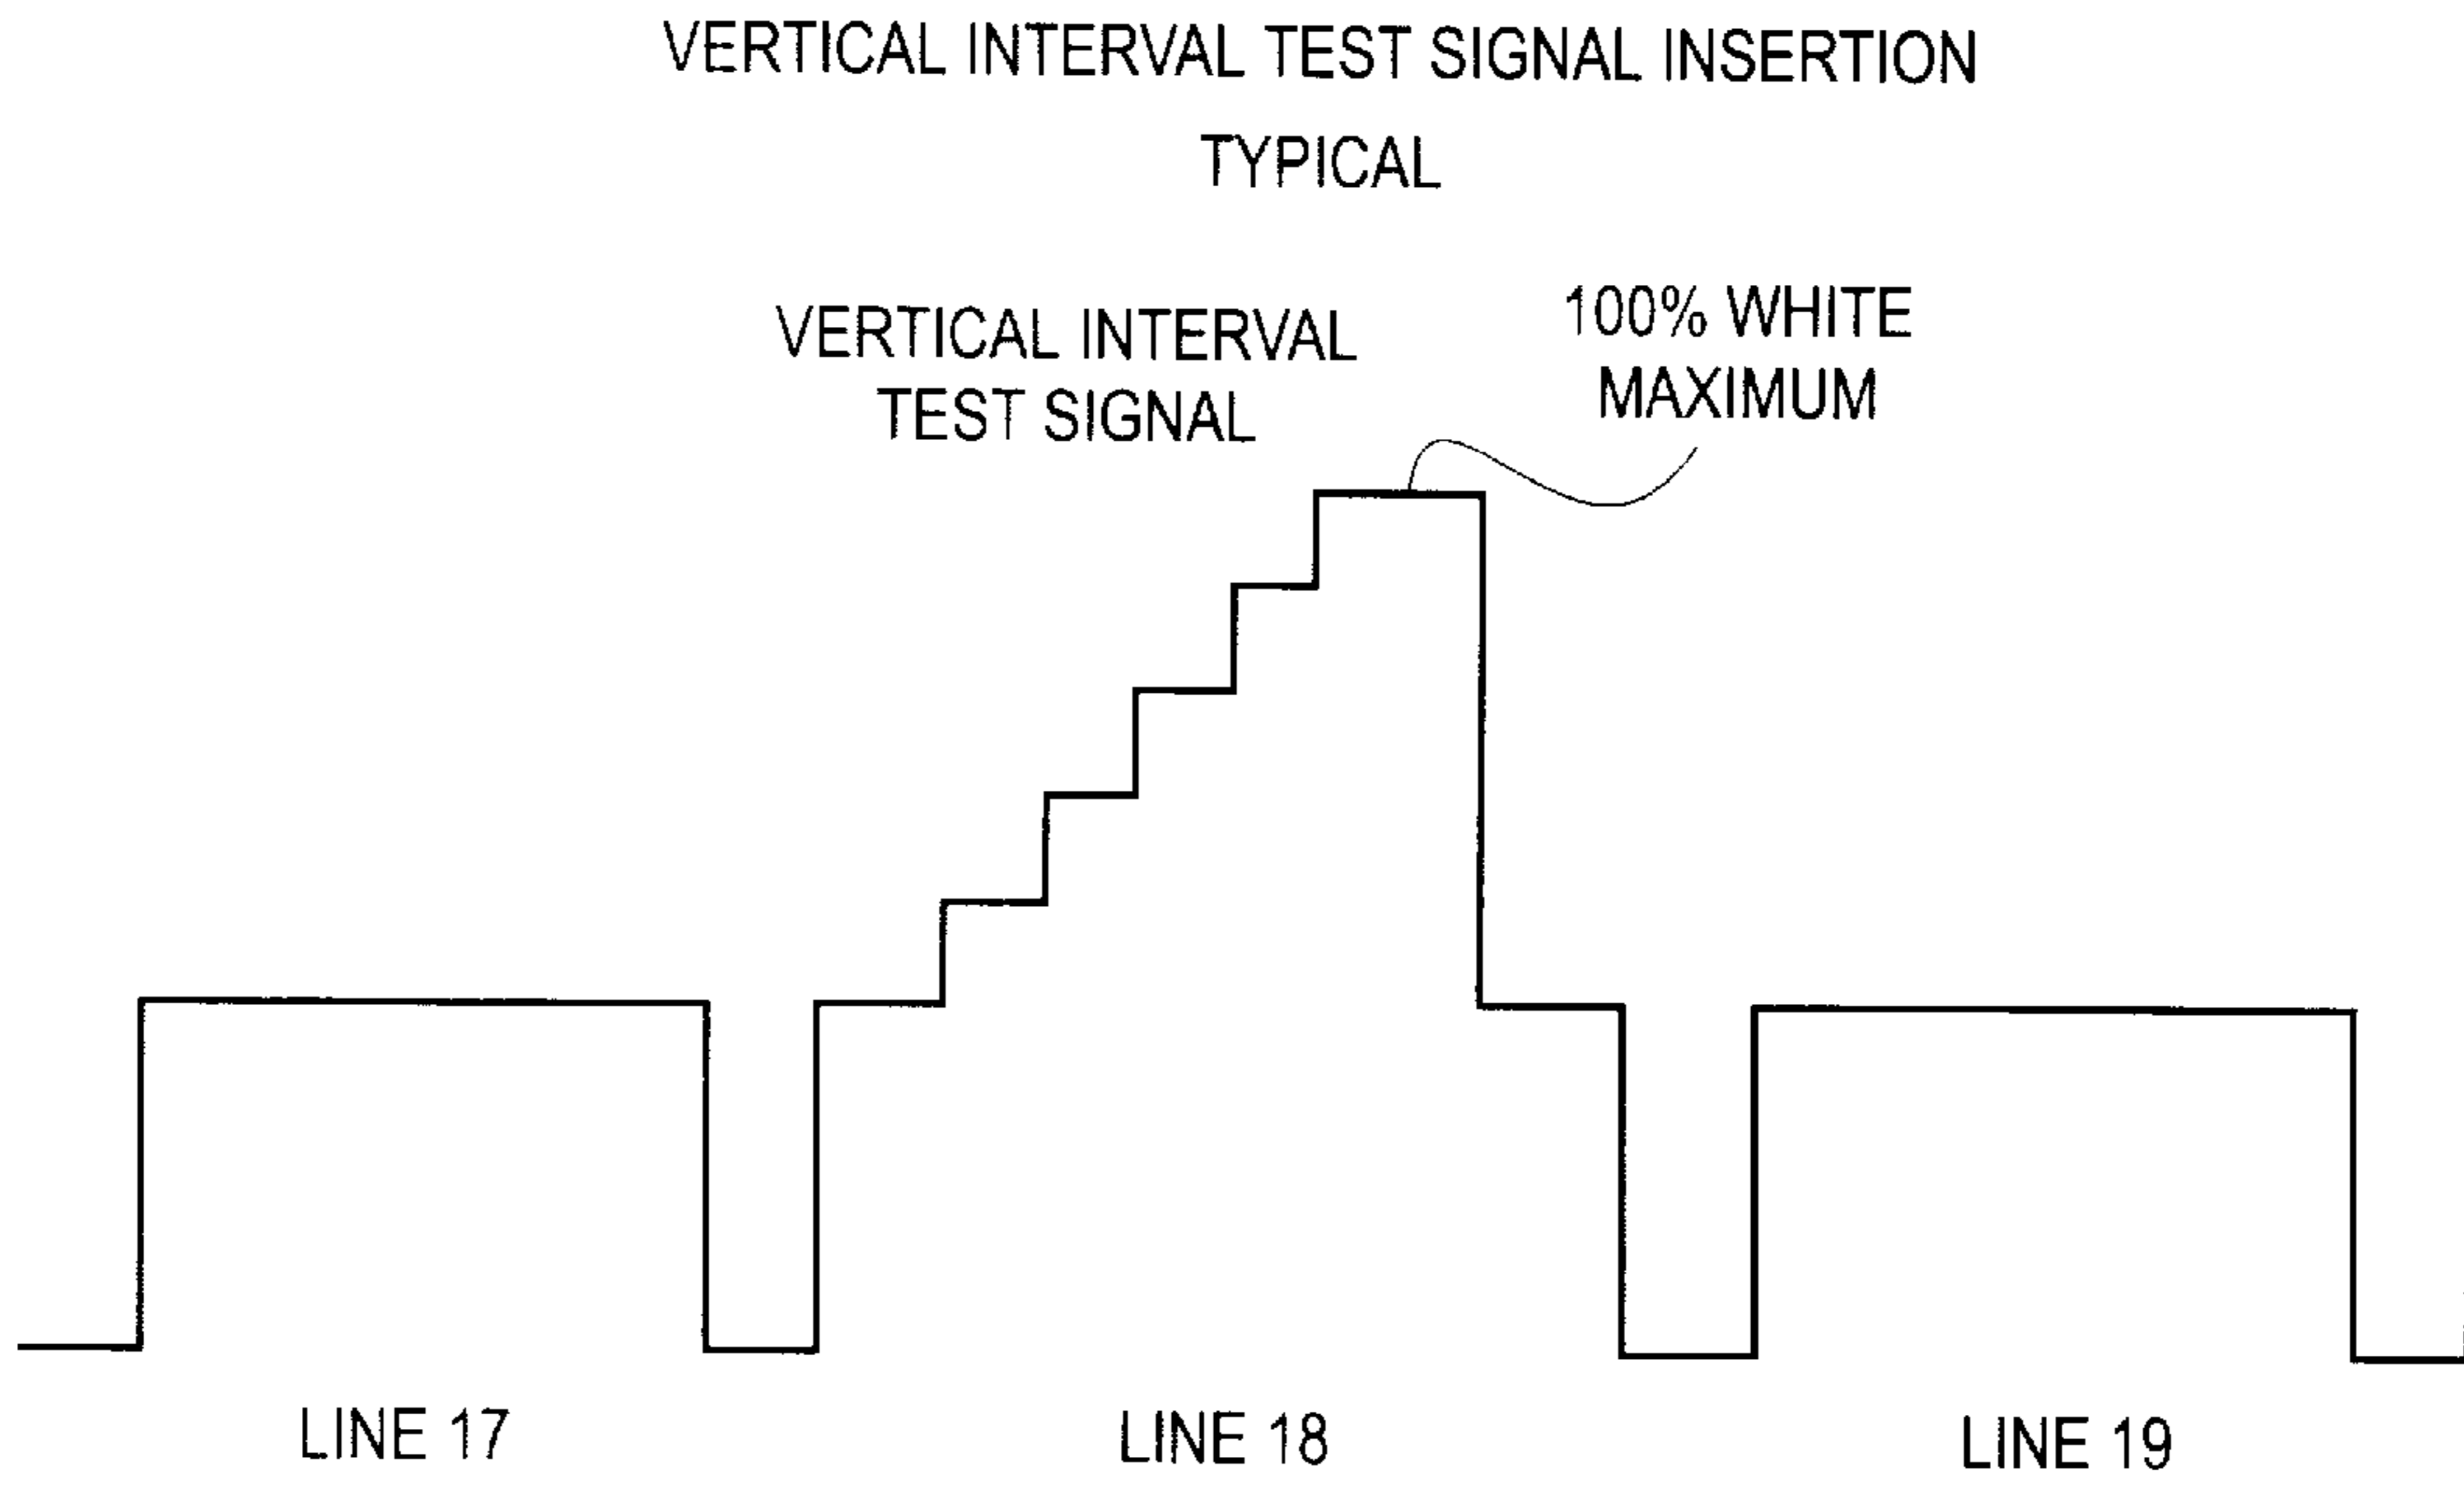 VERTICAL INTERVAL TEST SIGNAL INSERTION
TYPICAL
VERTICAL INTERVAL
TEST SIGNAL
100% WHITE
MAXIMUM
LINE 17
LINE 18
LINE 19